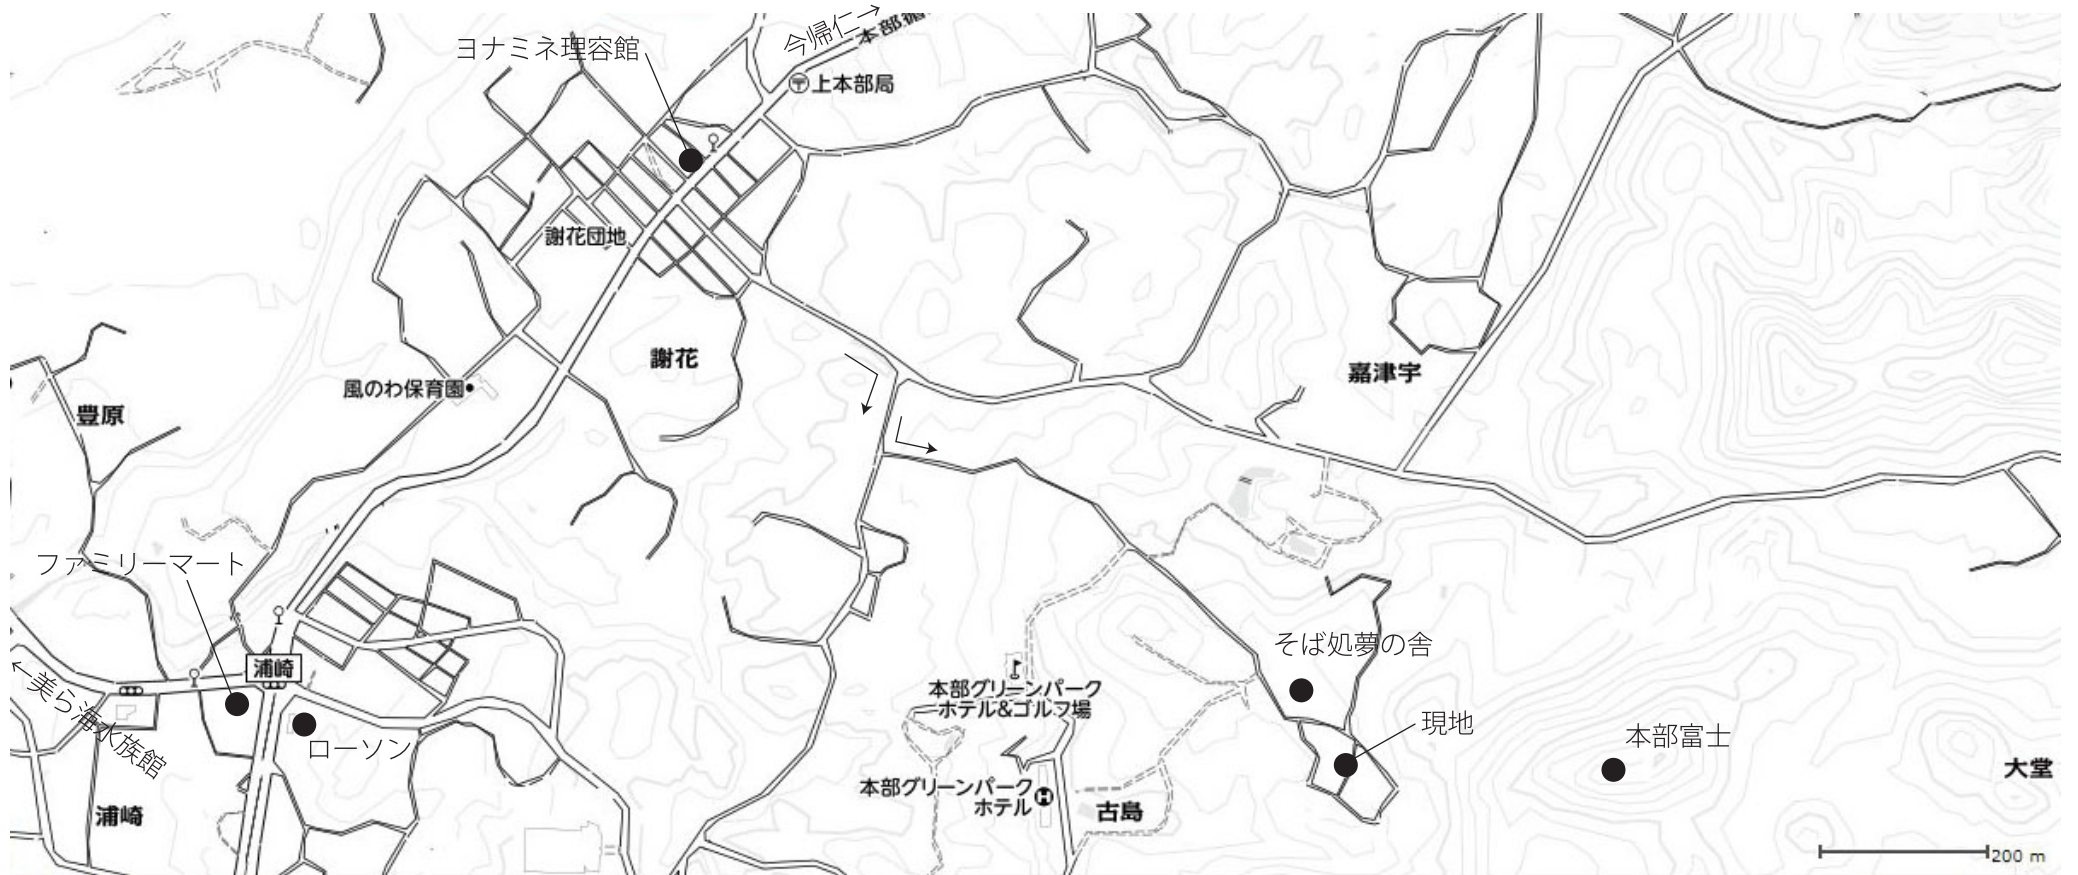 今帰仁→
本部循
ヨナミネ理容館
上本部局
謝花団地
謝花
嘉津宇
風のわ保育園
豊原
ファミリーマート
浦崎
←美ら海水族館
ローソン
浦崎
そば処夢の舎
本部グリーンパーク
ホテル&ゴルフ場
現地
本部富士
大堂
本部グリーンパーク
ホテル
古島
200 m